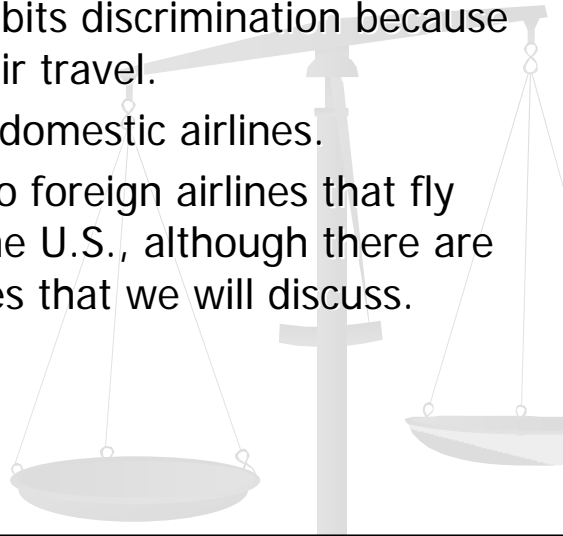 bits discrimination because
ir travel.
domestic airlines.
o foreign airlines that fly
e U.S., although there are
es that we will discuss.